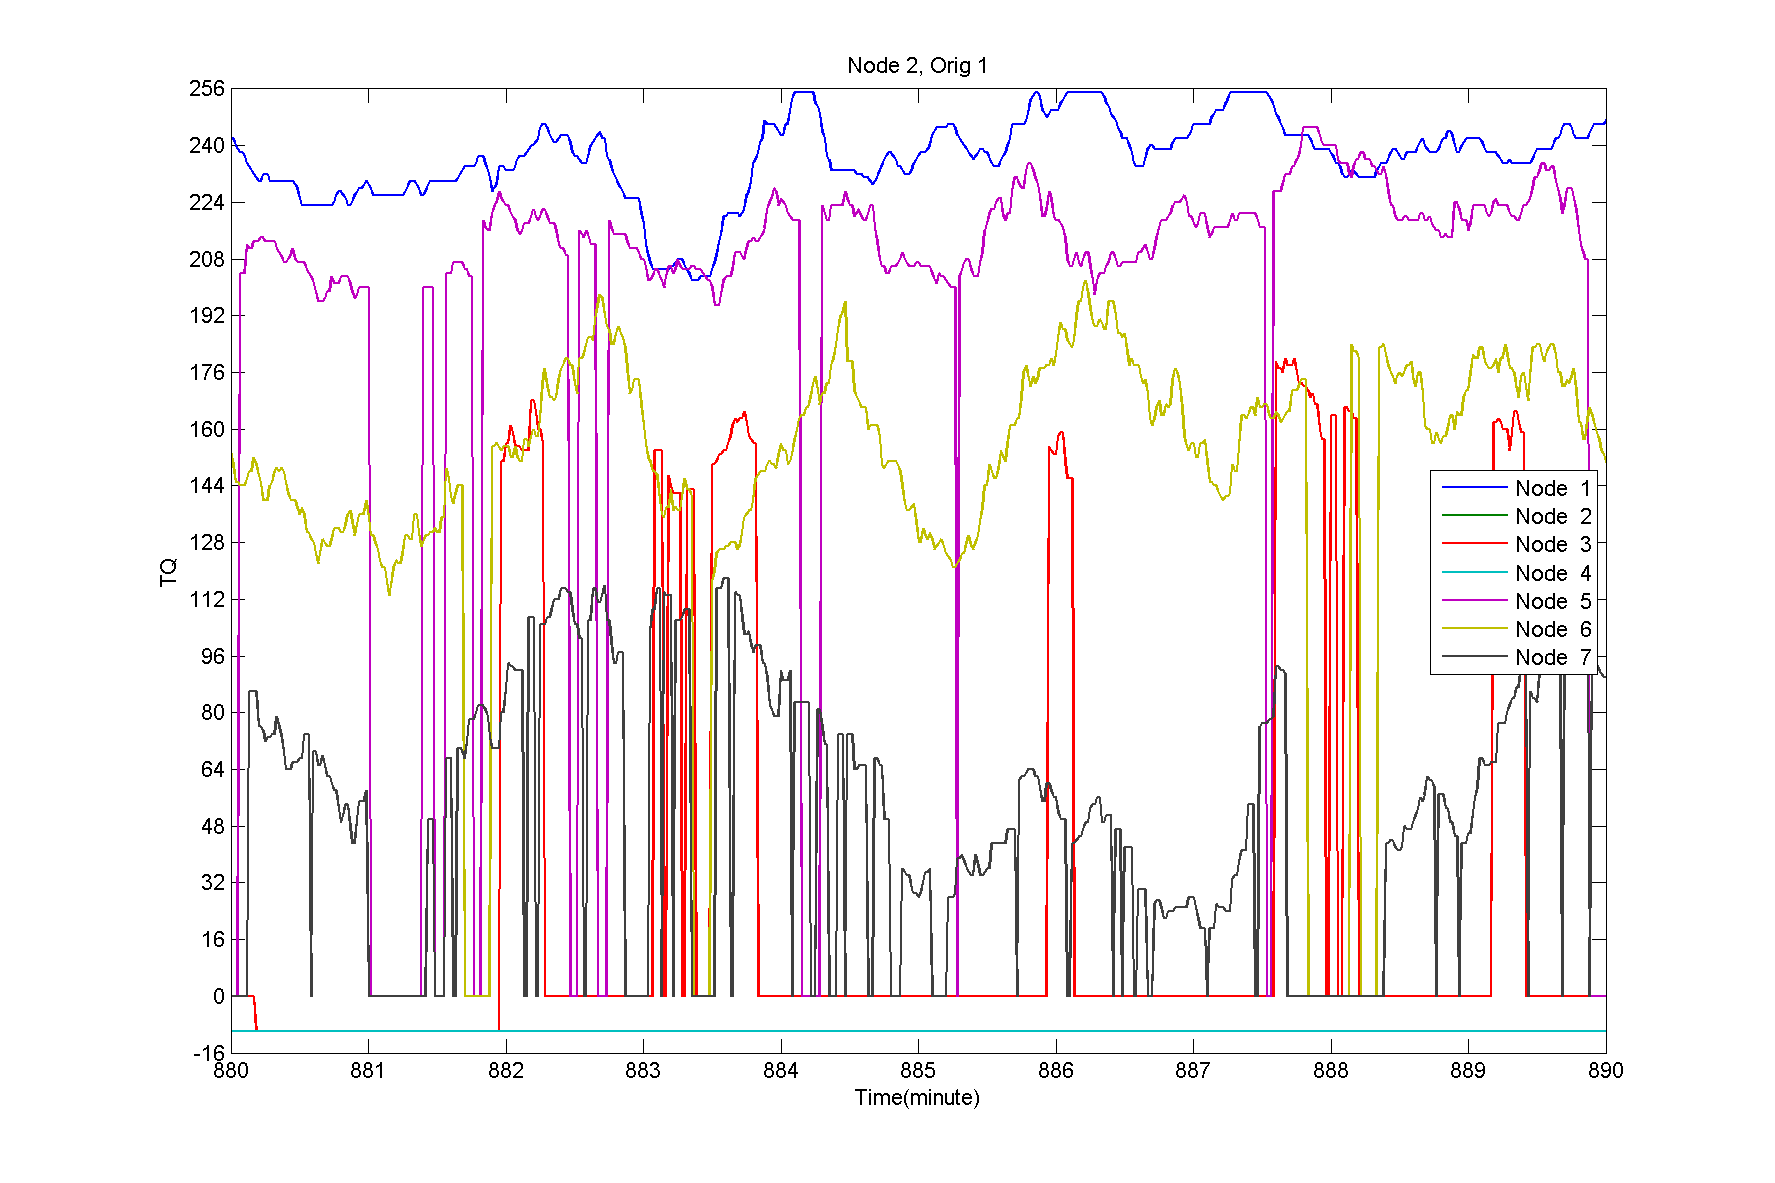 Node 2, Orig 1
256
240
224
208
192
176
160
144
128
112
96
80
64
48
32
16
0
-16
TQ
Node 1
Node 2
Node 3
Node 4
Node 5
Node 6
Node 7
880 881 882 883 884 885 886 887 888 889 890
Time(minute)